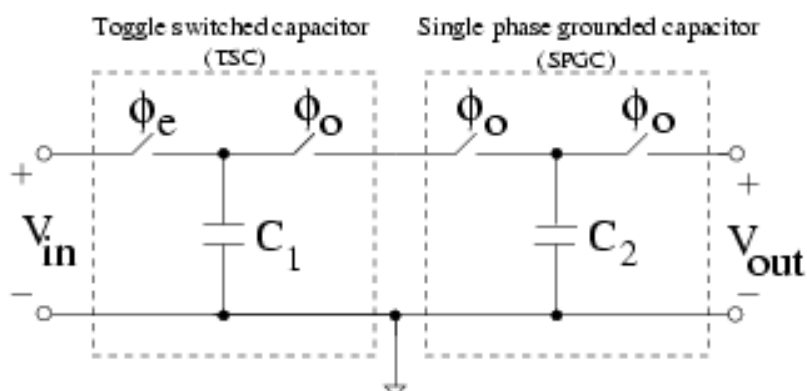 Toggle switched capacitor
(TSC)
Single phase grounded capacitor
(SPGC)
ϕe ϕo ϕo ϕo
+ +
Vin C1 C2 Vout
− −